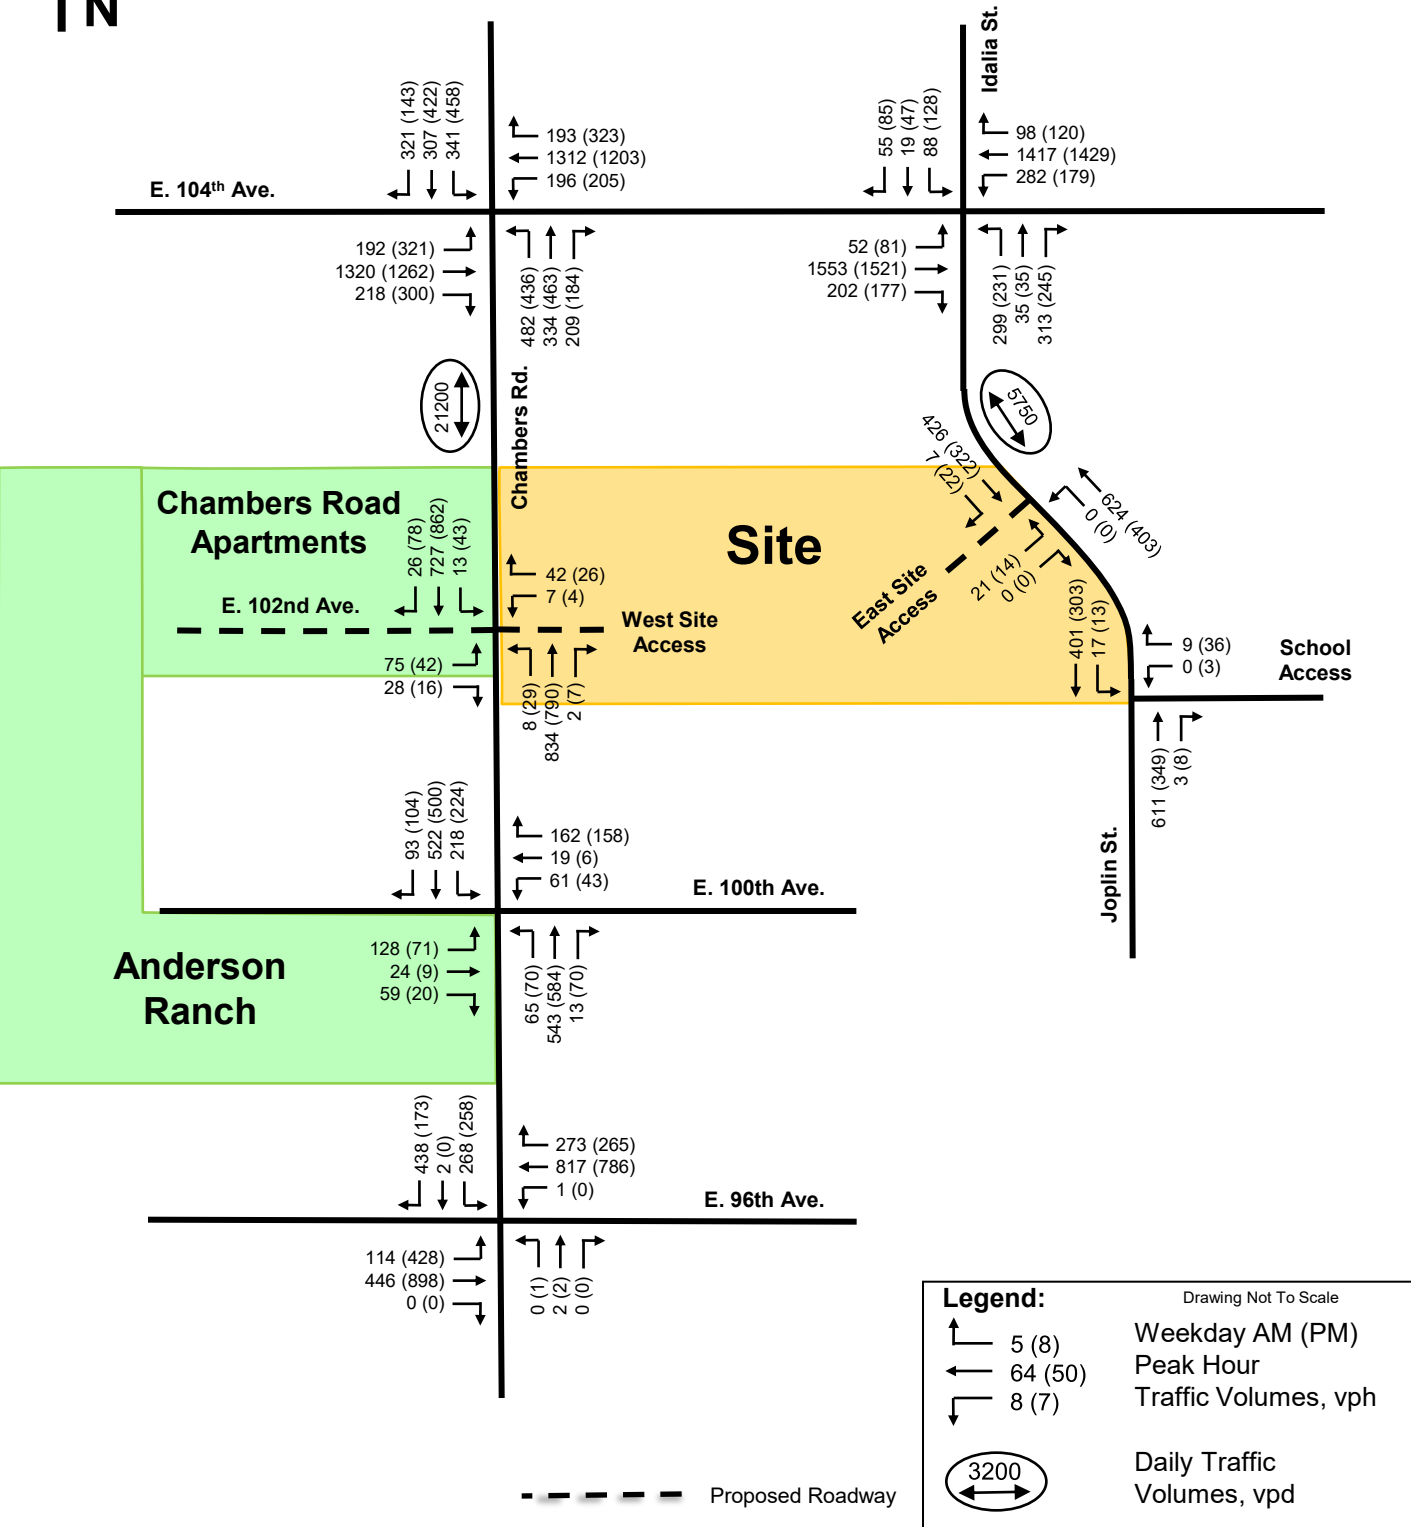 N
Idalia St.
321 (143)
307 (422)
341 (458)
193 (323)
1312 (1203)
196 (205)
55 (85)
19 (47)
88 (128)
98 (120)
1417 (1429)
282 (179)
E. 104th Ave.
192 (321)
1320 (1262)
218 (300)
482 (436)
334 (463)
209 (184)
52 (81)
1553 (1521)
202 (177)
299 (231)
35 (35)
313 (245)
21200
Chambers Rd.
5750
426 (322)
7 (22)
624 (403)
0 (0)
Chambers Road
Apartments
Site
26 (78)
727 (862)
13 (43)
42 (26)
7 (4)
21 (14)
0 (0)
East Site
Access
E. 102nd Ave.
West Site
Access
401 (303)
17 (13)
9 (36)
0 (3)
School
Access
75 (42)
28 (16)
8 (29)
834 (790)
2 (7)
611 (349)
3 (8)
93 (104)
522 (500)
218 (224)
162 (158)
19 (6)
61 (43)
E. 100th Ave.
Joplin St.
Anderson
Ranch
128 (71)
24 (9)
59 (20)
65 (70)
543 (584)
13 (70)
438 (173)
2 (0)
268 (258)
273 (265)
817 (786)
1 (0)
E. 96th Ave.
114 (428)
446 (898)
0 (0)
0 (1)
2 (2)
0 (0)
Legend:
Drawing Not To Scale
5 (8)
64 (50)
8 (7)
Weekday AM (PM)
Peak Hour
Traffic Volumes, vph
3200
Daily Traffic
Volumes, vpd
Proposed Roadway